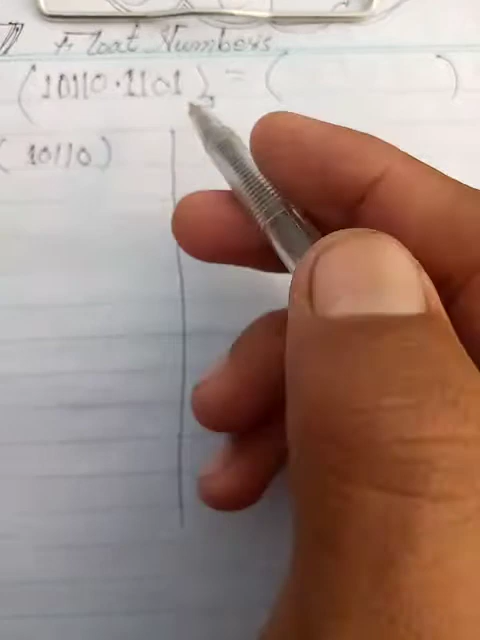 Float Numbers
(10110.1101)₂ = ( )
(10110)